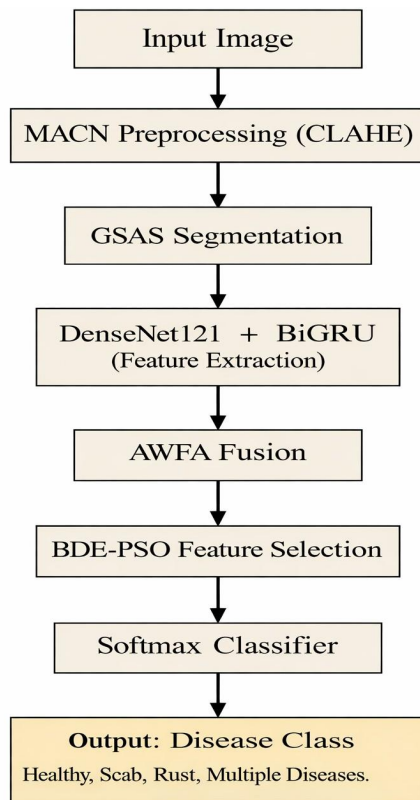 Input Image
MACN Preprocessing (CLAHE)
GSAS Segmentation
DenseNet121 + BiGRU
(Feature Extraction)
AWFA Fusion
BDE-PSO Feature Selection
Softmax Classifier
Output: Disease Class
Healthy, Scab, Rust, Multiple Diseases.